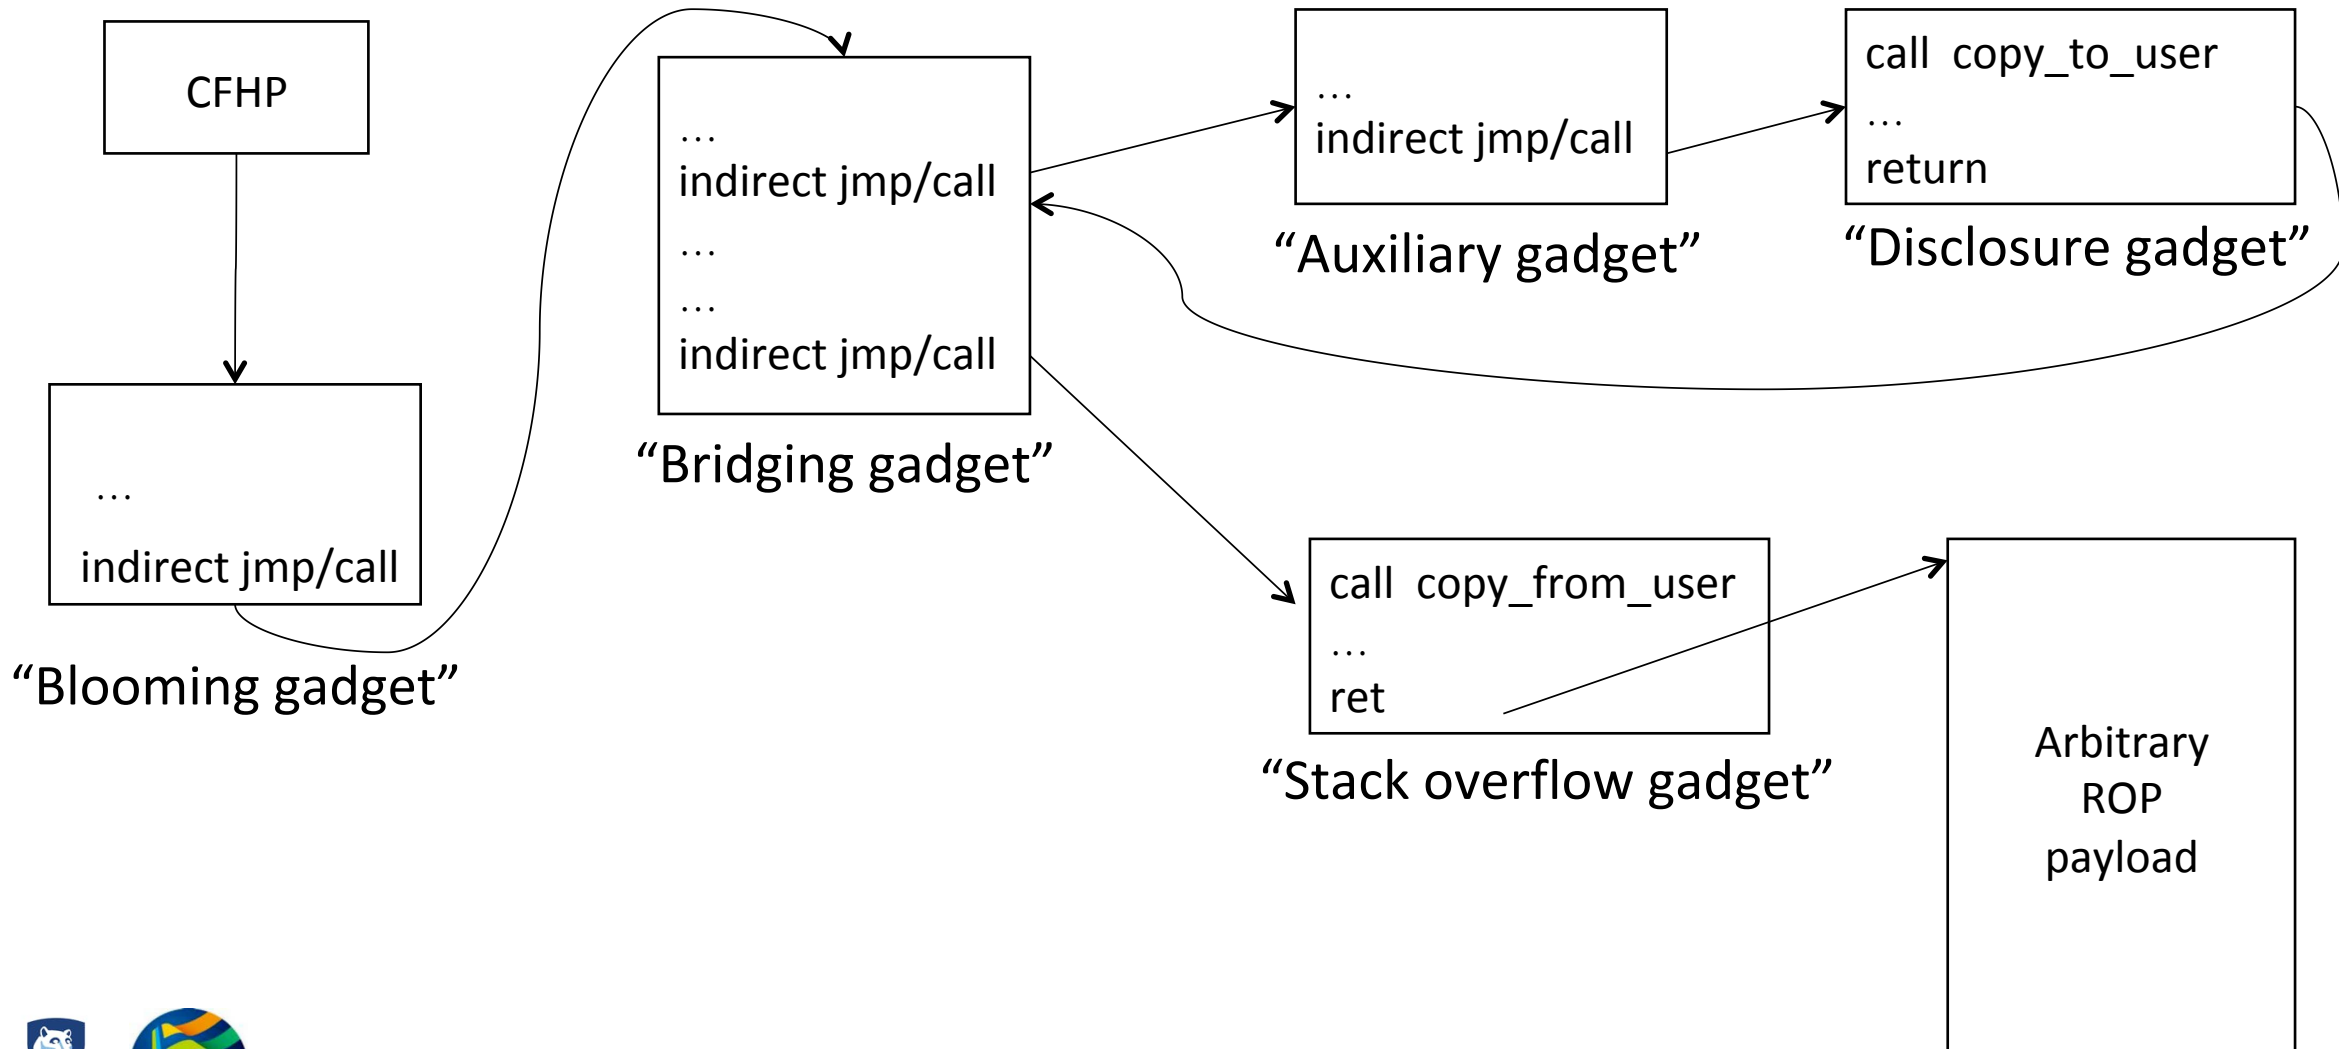 CFHP
…
indirect jmp/call
“Blooming gadget”
…
indirect jmp/call
…
…
indirect jmp/call
“Bridging gadget”
…
indirect jmp/call
“Auxiliary gadget”
call copy_to_user
…
return
“Disclosure gadget”
call copy_from_user
…
ret
“Stack overflow gadget”
Arbitrary
ROP
payload